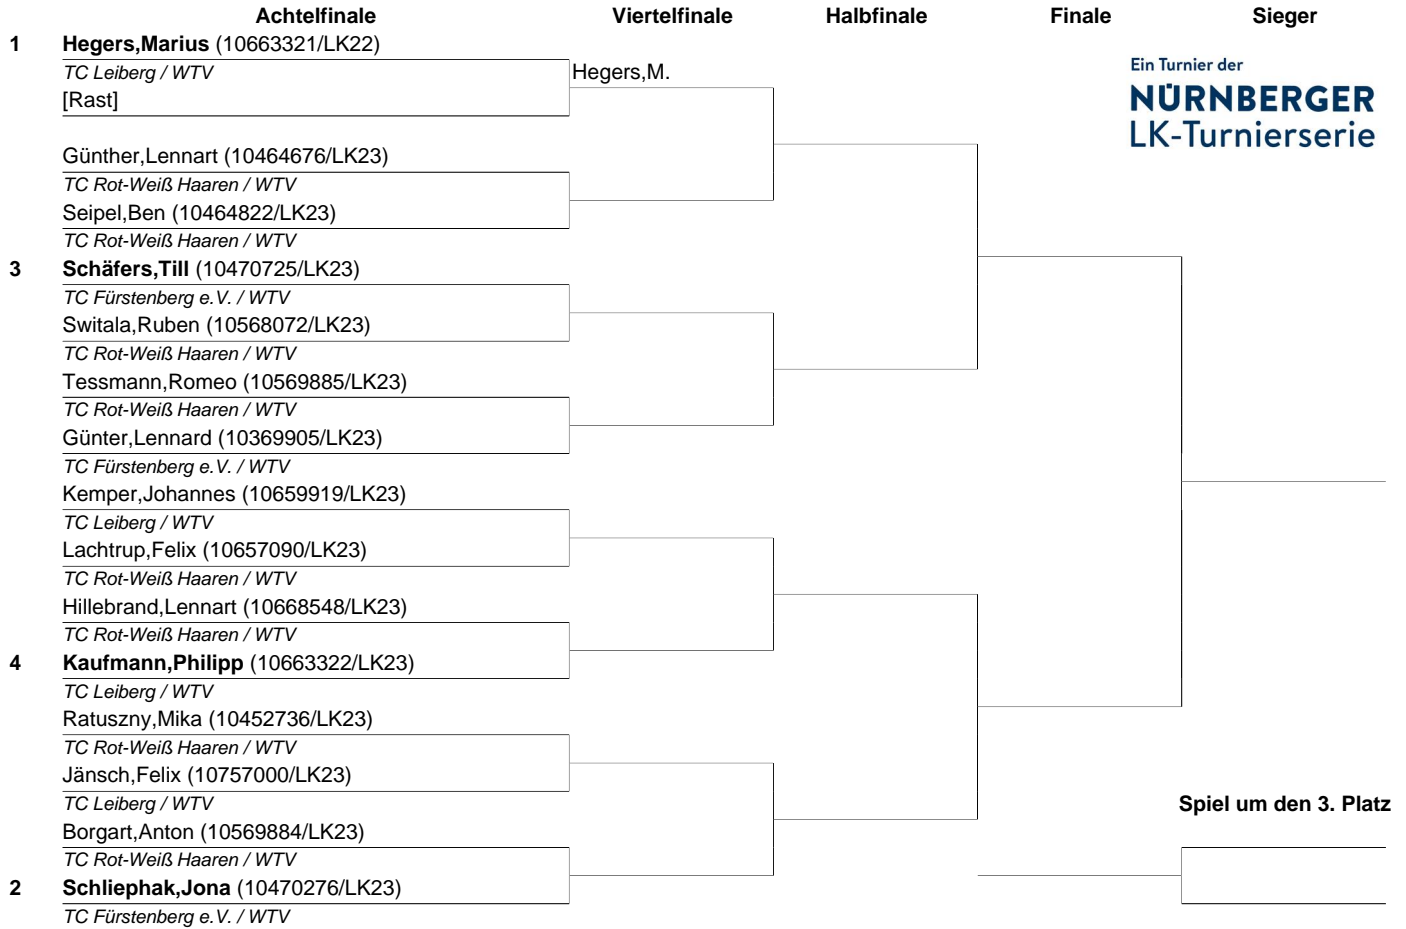 Achtelfinale Viertelfinale Halbfinale Finale Sieger
1 Hegers,Marius (10663321/LK22)
TC Leiberg / WTV Hegers,M.
[Rast]
Ein Turnier der
NÜRNBERGER
LK-Turnierserie
Günther,Lennart (10464676/LK23)
TC Rot-Weiß Haaren / WTV
Seipel,Ben (10464822/LK23)
TC Rot-Weiß Haaren / WTV
3 Schäfers,Till (10470725/LK23)
TC Fürstenberg e.V. / WTV
Switala,Ruben (10568072/LK23)
TC Rot-Weiß Haaren / WTV
Tessmann,Romeo (10569885/LK23)
TC Rot-Weiß Haaren / WTV
Günter,Lennard (10369905/LK23)
TC Fürstenberg e.V. / WTV
Kemper,Johannes (10659919/LK23)
TC Leiberg / WTV
Lachtrup,Felix (10657090/LK23)
TC Rot-Weiß Haaren / WTV
Hillebrand,Lennart (10668548/LK23)
TC Rot-Weiß Haaren / WTV
4 Kaufmann,Philipp (10663322/LK23)
TC Leiberg / WTV
Ratuszny,Mika (10452736/LK23)
TC Rot-Weiß Haaren / WTV
Jänsch,Felix (10757000/LK23)
TC Leiberg / WTV
Spiel um den 3. Platz
Borgart,Anton (10569884/LK23)
TC Rot-Weiß Haaren / WTV
2 Schliephak,Jona (10470276/LK23)
TC Fürstenberg e.V. / WTV